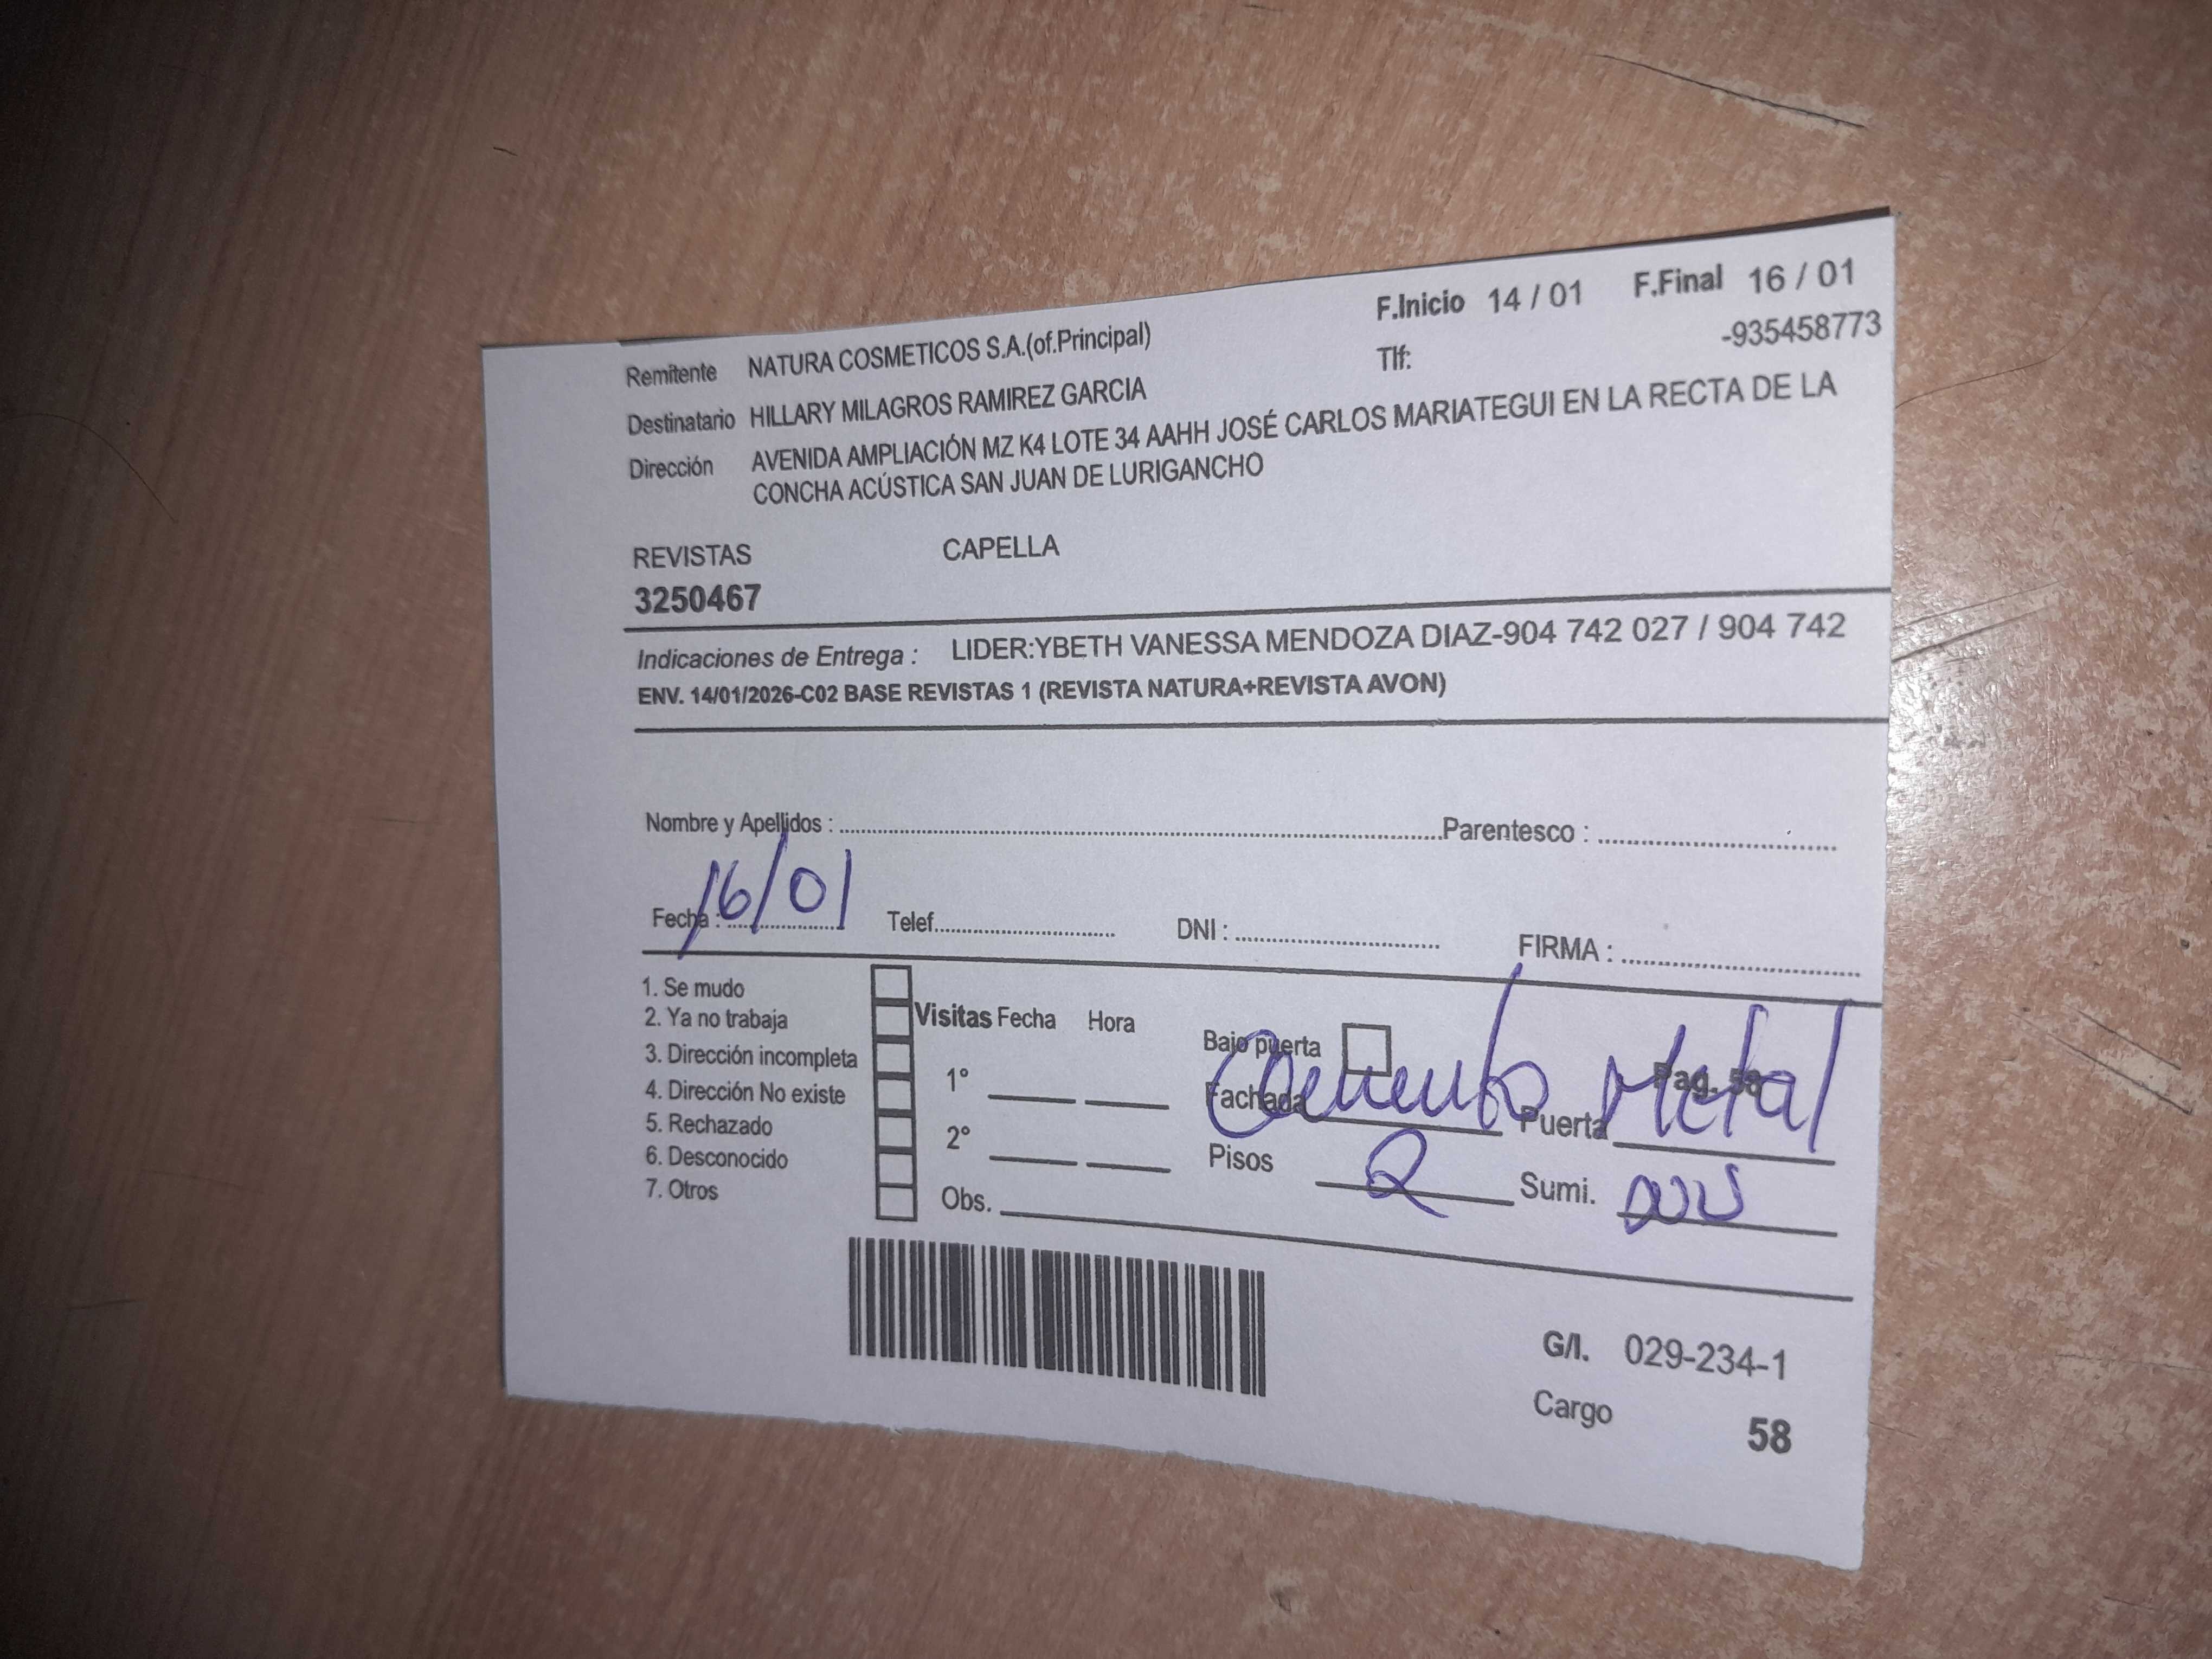 F.Inicio 14 / 01 F.Final 16 / 01
Remitente NATURA COSMETICOS S.A.(of.Principal) Tlf: -935458773
Destinatario HILLARY MILAGROS RAMIREZ GARCIA
Dirección AVENIDA AMPLIACIÓN MZ K4 LOTE 34 AAHH JOSÉ CARLOS MARIATEGUI EN LA RECTA DE LA
CONCHA ACÚSTICA SAN JUAN DE LURIGANCHO
REVISTAS CAPELLA
3250467
Indicaciones de Entrega : LIDER:YBETH VANESSA MENDOZA DIAZ-904 742 027 / 904 742
ENV. 14/01/2026-C02 BASE REVISTAS 1 (REVISTA NATURA+REVISTA AVON)
Nombre y Apellidos : Parentesco :
Fecha : 16/01 Telef. DNI : FIRMA :
1. Se mudo
2. Ya no trabaja
3. Dirección incompleta
4. Dirección No existe
5. Rechazado
6. Desconocido
7. Otros
Visitas Fecha Hora
1°
2°
Obs.
Bajo puerta Pag. 58
Fachada Cemento Puerta Metal
Pisos 2 Sumi.
G/I. 029-234-1
Cargo 58